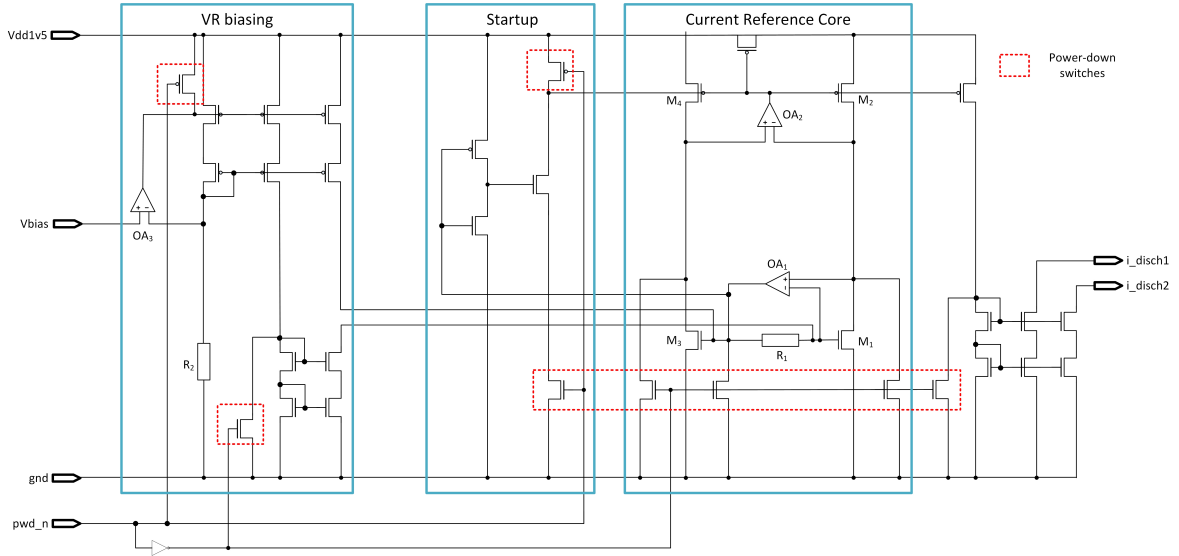 VR biasing
Startup
Current Reference Core
Vdd1v5
Power-down
switches
M4
M2
OA2
Vbias
OA3
OA1
i_disch1
i_disch2
M3
R1
M1
R2
gnd
pwd_n